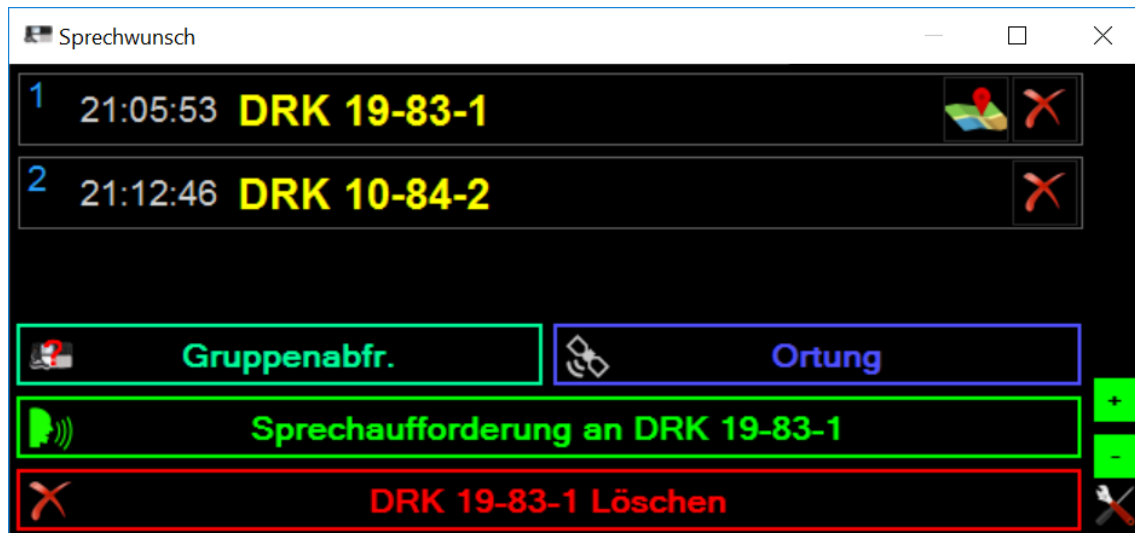 Sprechwunsch
1 21:05:53 DRK 19-83-1
2 21:12:46 DRK 10-84-2
? Gruppenabfr. Ortung
+
Sprechaufforderung an DRK 19-83-1
-
DRK 19-83-1 Löschen